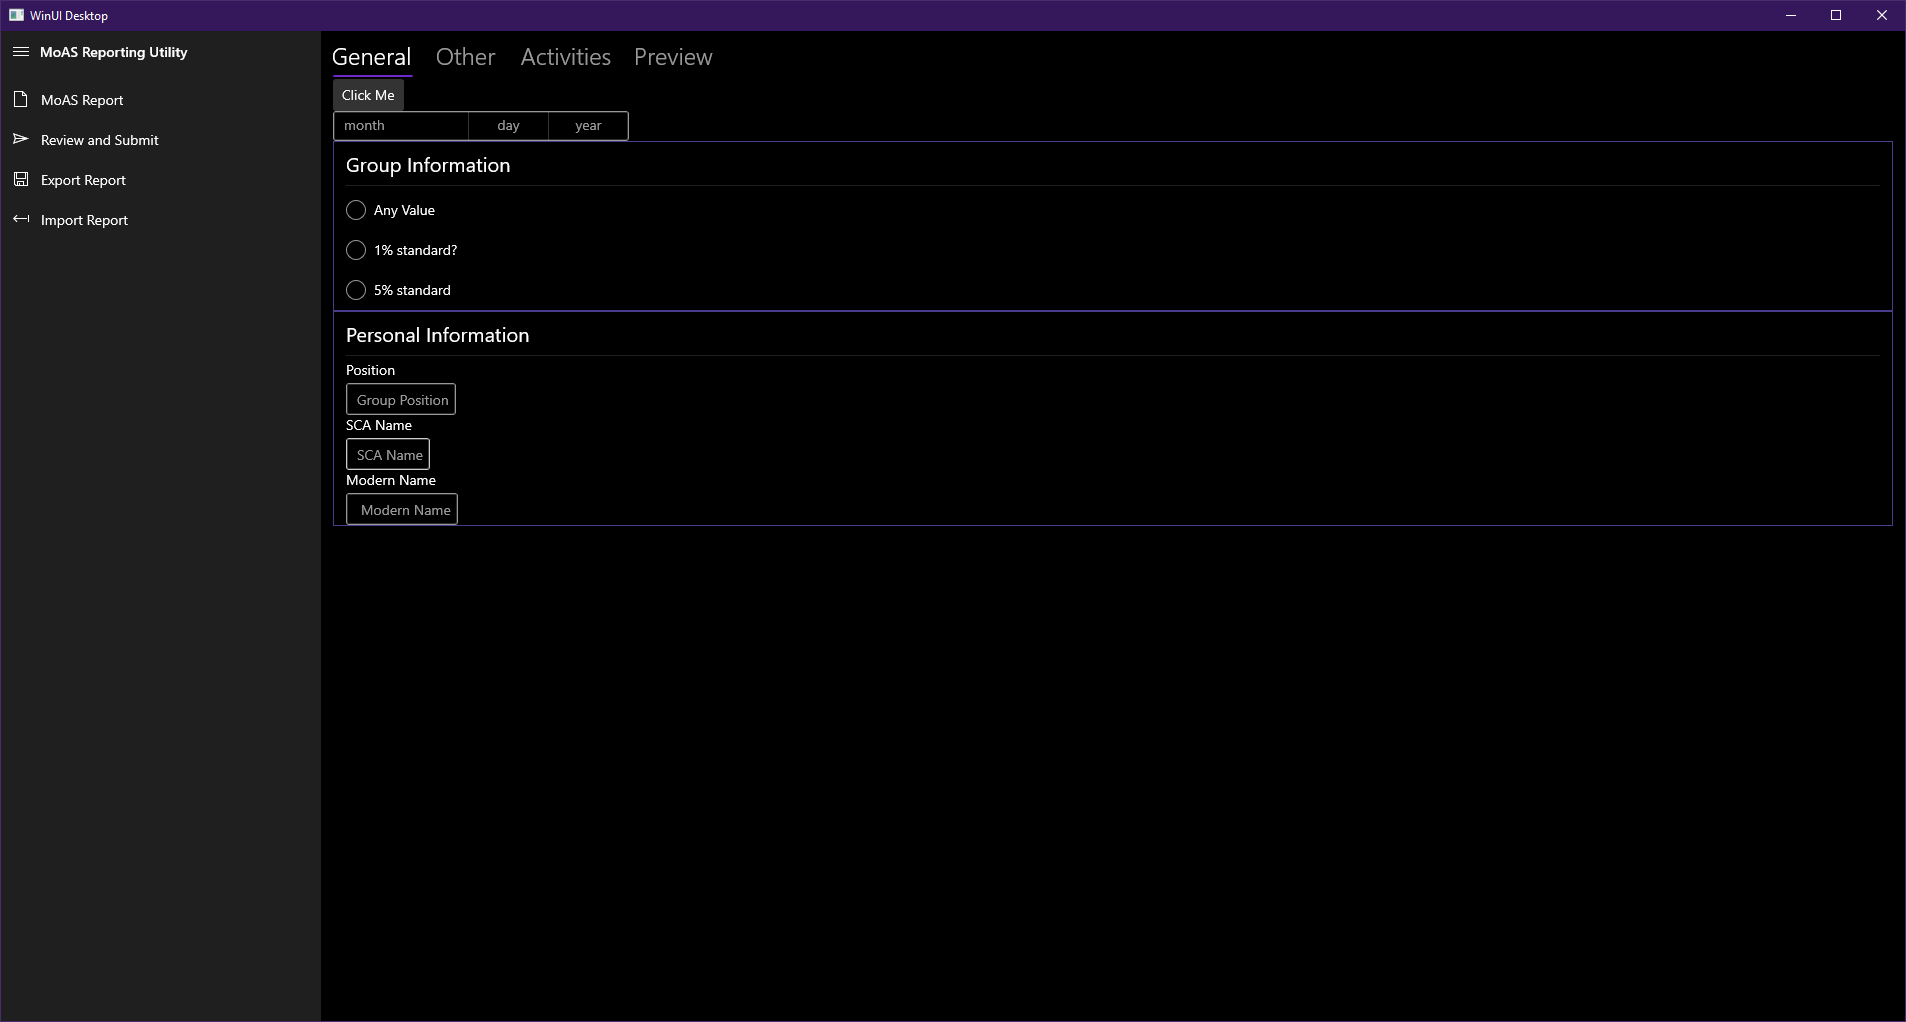 WinUI Desktop
MoAS Reporting Utility
MoAS Report
Review and Submit
Export Report
Import Report
General Other Activities Preview
Click Me
month day year
Group Information
Any Value
1% standard?
5% standard
Personal Information
Position
Group Position
SCA Name
SCA Name
Modern Name
Modern Name